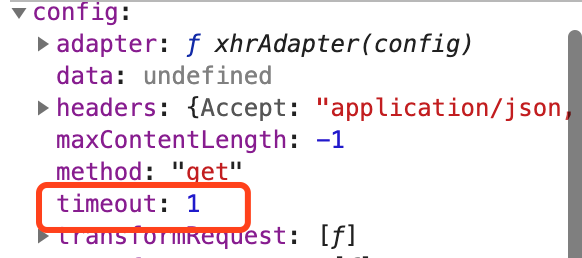 config:
adapter: ƒ xhrAdapter(config)
data: undefined
headers: {Accept: "application/json,
maxContentLength: -1
method: "get"
timeout: 1
transformRequest: [ƒ]